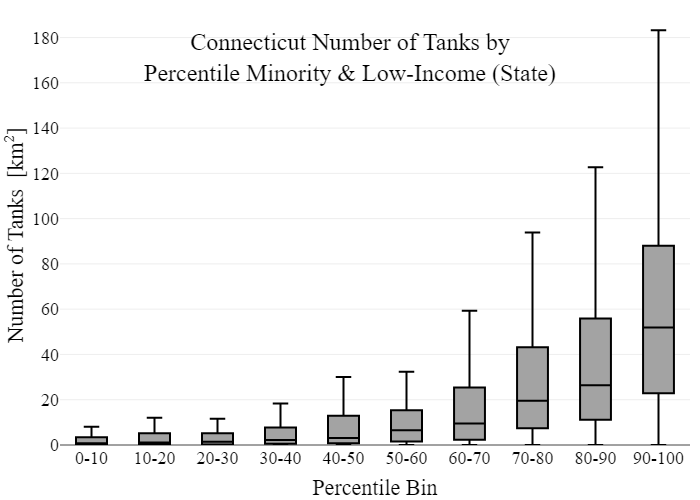 Connecticut Number of Tanks by
Percentile Minority & Low-Income (State)
Number of Tanks [km²]
180
160
140
120
100
80
60
40
20
0
0-10 10-20 20-30 30-40 40-50 50-60 60-70 70-80 80-90 90-100
Percentile Bin